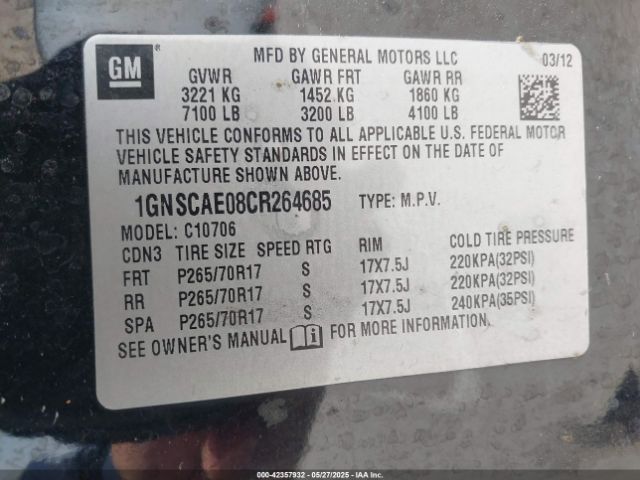 GM
MFD BY GENERAL MOTORS LLC 03/12
GVWR GAWR FRT GAWR RR
3221 KG 1452 KG 1860 KG
7100 LB 3200 LB 4100 LB
THIS VEHICLE CONFORMS TO ALL APPLICABLE U.S. FEDERAL MOTOR
VEHICLE SAFETY STANDARDS IN EFFECT ON THE DATE OF
MANUFACTURE SHOWN ABOVE.
1GNSCAE08CR264685 TYPE: M.P.V.
MODEL: C10706
CDN3 TIRE SIZE SPEED RTG RIM COLD TIRE PRESSURE
FRT P265/70R17 S 17X7.5J 220KPA(32PSI)
RR P265/70R17 S 17X7.5J 220KPA(32PSI)
SPA P265/70R17 S 17X7.5J 240KPA(35PSI)
SEE OWNER'S MANUAL i FOR MORE INFORMATION.
000-42357932 05/27/2025 IAAI.COM